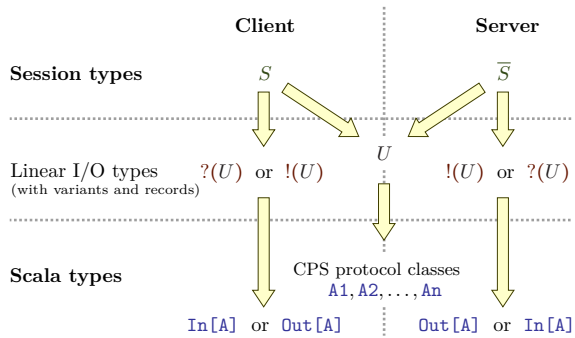 Client Server
Session types S S̅
U
Linear I/O types ?(U) or !(U) !(U) or ?(U)
(with variants and records)
CPS protocol classes
Scala types
A1, A2, ..., An
In[A] or Out[A] Out[A] or In[A]